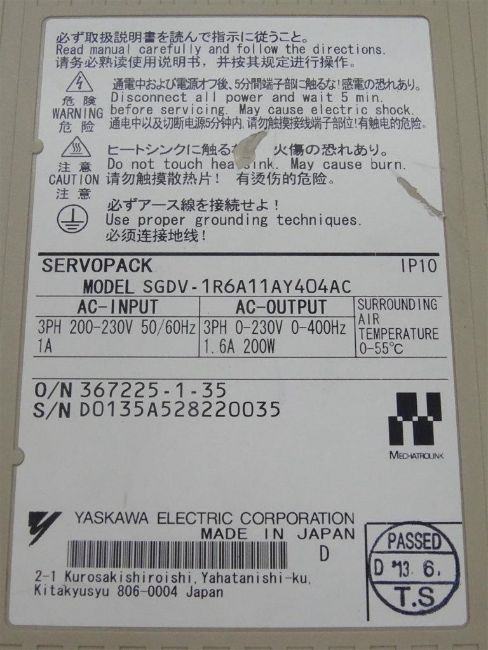 必ず取扱説明書を読んで指示に従うこと。
Read manual carefully and follow the directions.
请务必熟读使用说明书，并按其规定进行操作。
危険
WARNING
危险
通電中および電源オフ後、5分間端子部に触るな!感電の恐れあり。
Disconnect all power and wait 5 min.
before servicing. May cause electric shock.
通电中以及切断电源5分钟内，请勿触摸接线端子部位!有触电的危险。
注意
CAUTION
注意
ヒートシンクに触るな 火傷の恐れあり。
Do not touch heatsink. May cause burn.
请勿触摸散热片! 有烫伤的危险。
必ずアース線を接続せよ!
Use proper grounding techniques.
必须连接地线!
SERVOPACK IP10
MODEL SGDV-1R6A11AY404AC
AC-INPUT
3PH 200-230V 50/60Hz
1A
AC-OUTPUT
3PH 0-230V 0-400Hz
1.6A 200W
SURROUNDING
AIR
TEMPERATURE
0-55℃
O/N 367225-1-35
S/N D0135A528220035
MECHATROLINK
YASKAWA ELECTRIC CORPORATION
MADE IN JAPAN
D
2-1 Kurosakishiroishi, Yahatanishi-ku,
Kitakyusyu 806-0004 Japan
PASSED
D '13. 6.
T.S